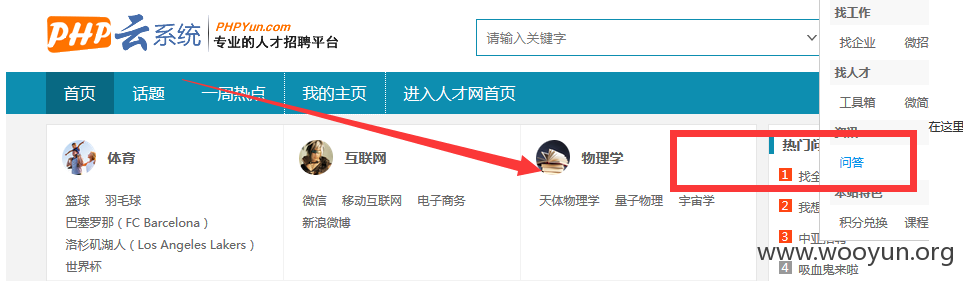 PHP云系统 PHPYun.com
专业的人才招聘平台
请输入关键字
首页 话题 一周热点 我的主页 进入人才网首页
找工作
找企业 微招
找人才
工具箱 微简
在这里
问答
本站特色
积分兑换 课程
体育
篮球 羽毛球
巴塞罗那（FC Barcelona）
洛杉矶湖人（Los Angeles Lakers）
世界杯
互联网
微信 移动互联网 电子商务
新浪微博
物理学
天体物理学 量子物理 宇宙学
热门问
1 找全
2 我想
3 中亚招聘
4 吸血鬼来啦
www.wooyun.org